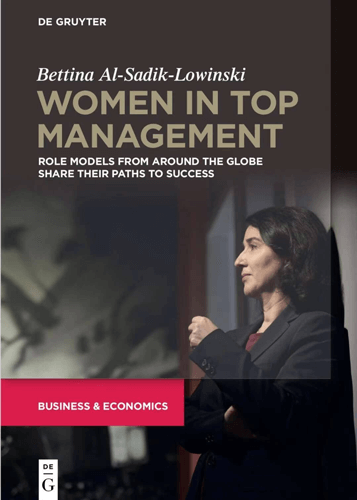 DE GRUYTER
Bettina Al-Sadik-Lowinski
WOMEN IN TOP
MANAGEMENT
ROLE MODELS FROM AROUND THE GLOBE
SHARE THEIR PATHS TO SUCCESS
BUSINESS & ECONOMICS
DE
G